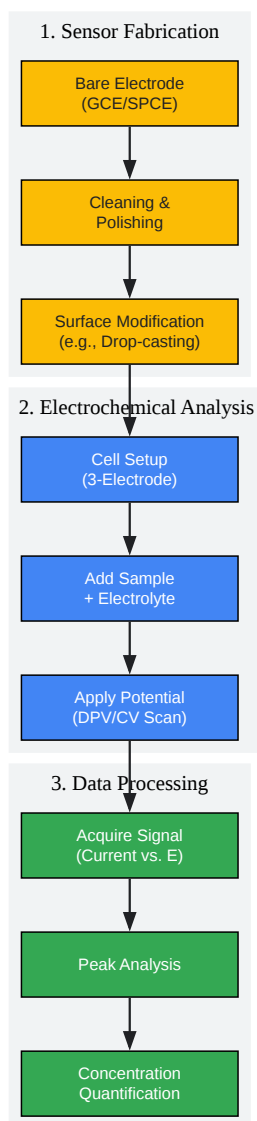 1. Sensor Fabrication
Bare Electrode
(GCE/SPCE)
Cleaning &
Polishing
Surface Modification
(e.g., Drop-casting)
2. Electrochemical Analysis
Cell Setup
(3-Electrode)
Add Sample
+ Electrolyte
Apply Potential
(DPV/CV Scan)
3. Data Processing
Acquire Signal
(Current vs. E)
Peak Analysis
Concentration
Quantification